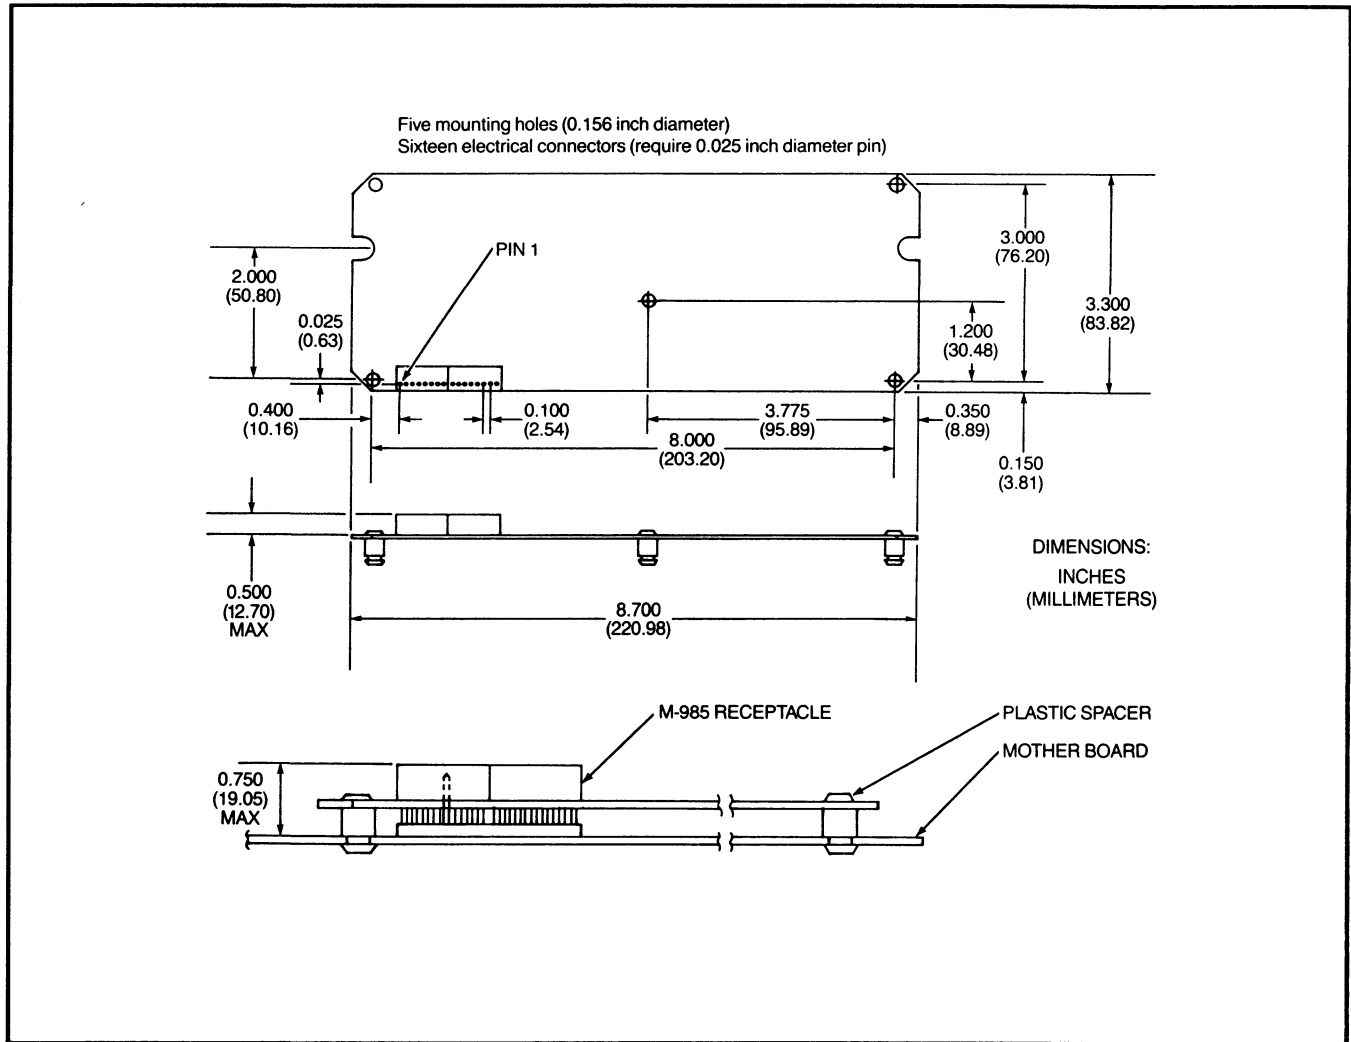 Five mounting holes (0.156 inch diameter)
Sixteen electrical connectors (require 0.025 inch diameter pin)
PIN 1
2.000
(50.80)
0.025
(0.63)
3.000
(76.20)
3.300
(83.82)
1.200
(30.48)
0.400
(10.16)
0.100
(2.54)
3.775
(95.89)
0.350
(8.89)
8.000
(203.20)
0.150
(3.81)
0.500
(12.70)
MAX
8.700
(220.98)
DIMENSIONS:
INCHES
(MILLIMETERS)
M-985 RECEPTACLE
PLASTIC SPACER
MOTHER BOARD
0.750
(19.05)
MAX